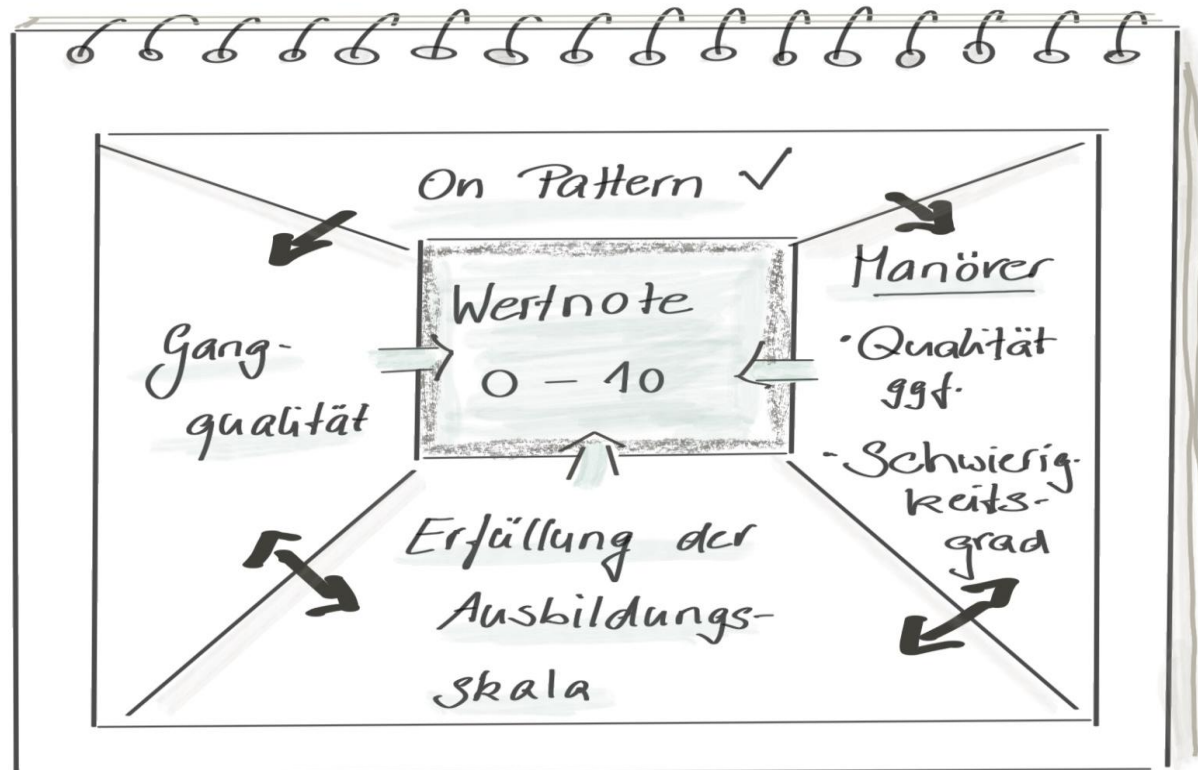 On Pattern ✓
Wertnote
0 – 10
Gang-
qualität
Manöver
· Qualität
ggf.
- Schwierig-
keits-
grad
Erfüllung der
Ausbildungs-
skala